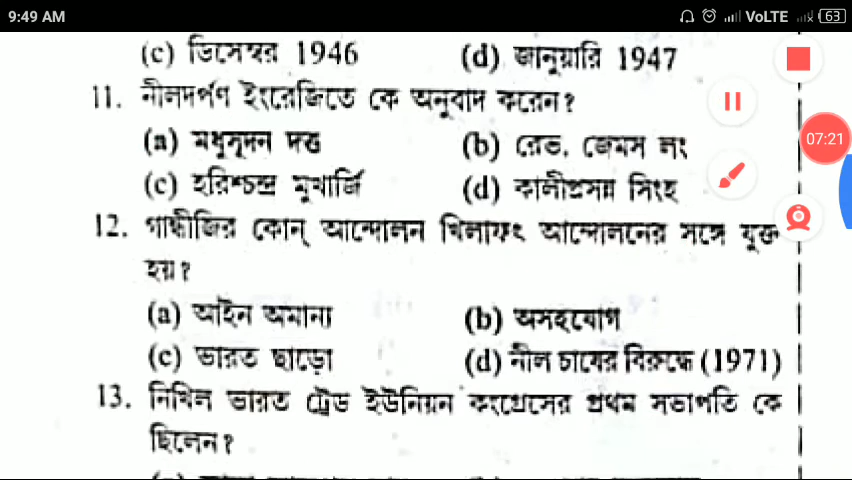 9:49 AM
VoLTE
63
(c) ডিসেম্বর 1946 (d) জানুয়ারি 1947
11. নীলদর্পণ ইংরেজিতে কে অনুবাদ করেন?
(a) মধুসূদন দত্ত (b) রেভ. জেমস লং
(c) হরিশ্চন্দ্র মুখার্জি (d) কালীপ্রসন্ন সিংহ
12. গান্ধীজির কোন্ আন্দোলন খিলাফৎ আন্দোলনের সঙ্গে যুক্ত
হয়?
(a) আইন অমান্য (b) অসহযোগ
(c) ভারত ছাড়ো (d) নীল চাষের বিরুদ্ধে (1971)
13. নিখিল ভারত ট্রেড ইউনিয়ন কংগ্রেসের প্রথম সভাপতি কে
ছিলেন?
07:21